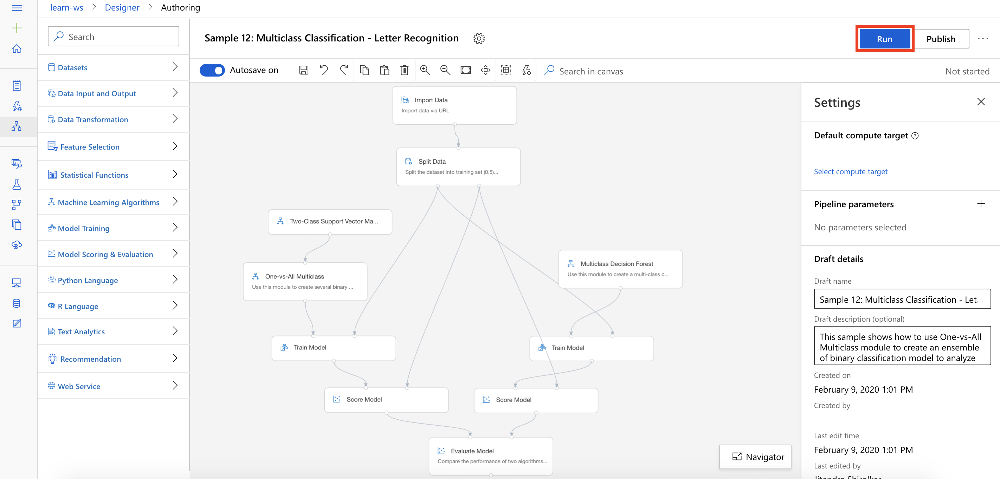 learn-ws > Designer > Authoring
Search
Datasets
Data Input and Output
Data Transformation
Feature Selection
Statistical Functions
Machine Learning Algorithms
Model Training
Model Scoring & Evaluation
Python Language
R Language
Text Analytics
Recommendation
Web Service
Sample 12: Multiclass Classification - Letter Recognition
Run
Publish
Autosave on
Search in canvas
Not started
Import Data
Import data via URL
Split Data
Split the dataset into training set (0.5)...
Two-Class Support Vector Ma...
One-vs-All Multiclass
Use this module to create several binary ...
Multiclass Decision Forest
Use this module to create a multi-class c...
Train Model
Train Model
Score Model
Score Model
Evaluate Model
Compare the performance of two algorithms...
Navigator
Settings
Default compute target
Select compute target
Pipeline parameters
No parameters selected
Draft details
Draft name
Sample 12: Multiclass Classification - Let...
Draft description (optional)
This sample shows how to use One-vs-All
Multiclass module to create an ensemble
of binary classification model to analyze
Created on
February 9, 2020 1:01 PM
Created by
Last edit time
February 9, 2020 1:01 PM
Last edited by
Jitendra Shirolkar